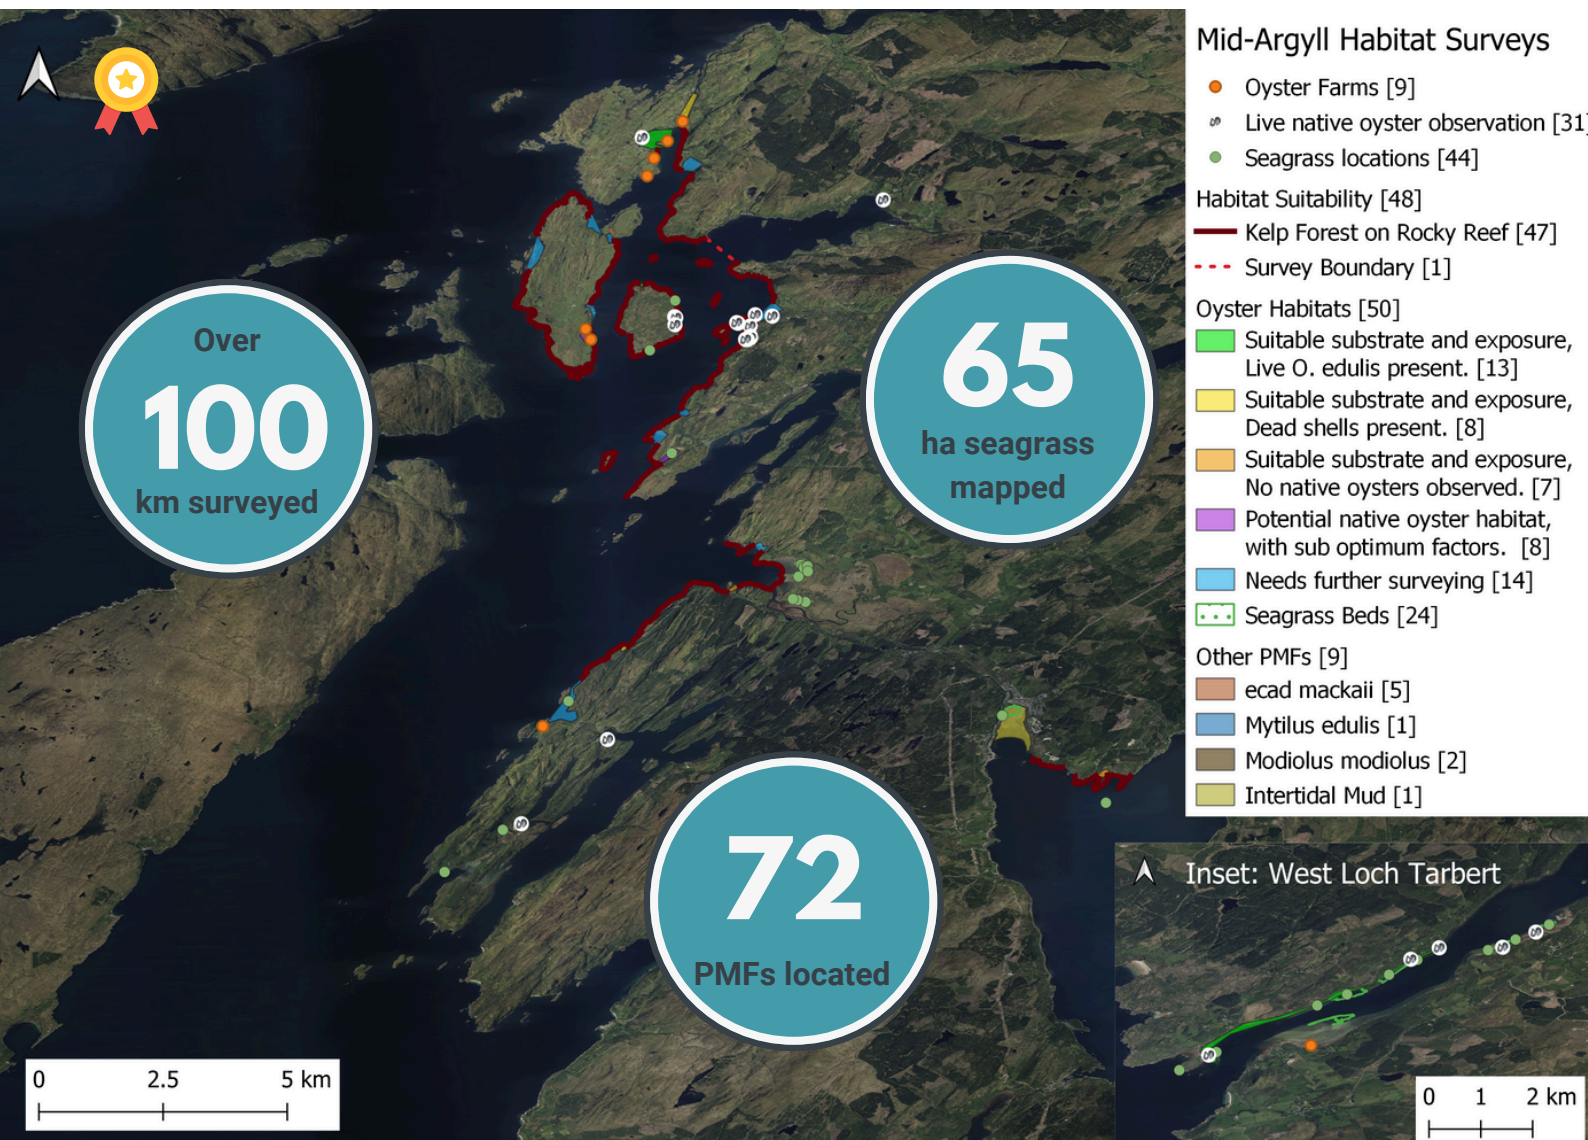 Mid-Argyll Habitat Surveys
Oyster Farms [9]
Live native oyster observation [31]
Seagrass locations [44]
Habitat Suitability [48]
Kelp Forest on Rocky Reef [47]
Survey Boundary [1]
Oyster Habitats [50]
Suitable substrate and exposure,
Live O. edulis present. [13]
Suitable substrate and exposure,
Dead shells present. [8]
Suitable substrate and exposure,
No native oysters observed. [7]
Potential native oyster habitat,
with sub optimum factors. [8]
Needs further surveying [14]
Seagrass Beds [24]
Other PMFs [9]
ecad mackaii [5]
Mytilus edulis [1]
Modiolus modiolus [2]
Intertidal Mud [1]
Over
100
km surveyed
65
ha seagrass
mapped
72
PMFs located
Inset: West Loch Tarbert
0 2.5 5 km
0 1 2 km